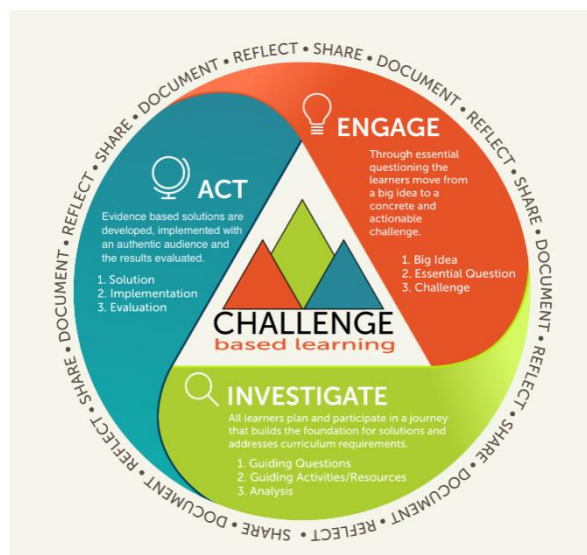 DOCUMENT • REFLECT • SHARE • DOCUMENT • REFLECT • SHARE • DOCUMENT • REFLECT • SHARE • DOCUMENT • REFLECT • SHARE • DOCUMENT • REFLECT • SHARE • DOCUMENT • REFLECT • SHARE •
ENGAGE
Through essential
questioning the
learners move from
a big idea to a
concrete and
actionable
challenge.
1. Big Idea
2. Essential Question
3. Challenge
ACT
Evidence based solutions are
developed, implemented with
an authentic audience and
the results evaluated.
1. Solution
2. Implementation
3. Evaluation
CHALLENGE
based learning
INVESTIGATE
All learners plan and participate in a journey
that builds the foundation for solutions and
addresses curriculum requirements.
1. Guiding Questions
2. Guiding Activities/Resources
3. Analysis